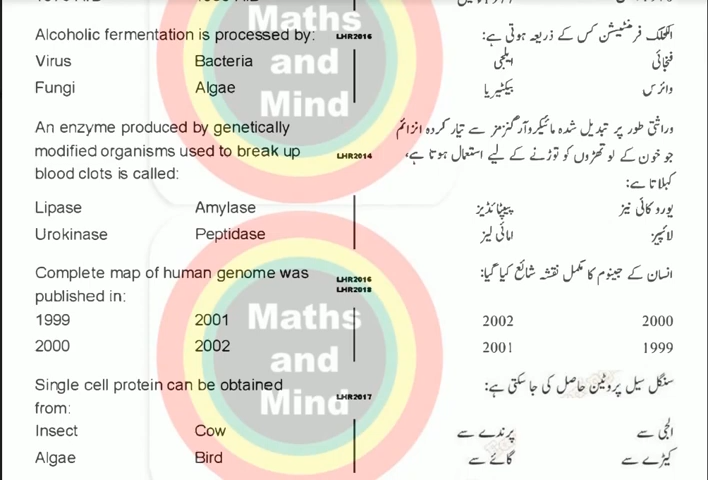 Maths
and
Mind
Alcoholic fermentation is processed by: LHR2016 الکحلک فرمنٹیشن کس کے ذریعہ ہوتی ہے:
Virus Bacteria ایلجی فنجائی
Fungi Algae بیکٹیریا وائرس
An enzyme produced by genetically وراثتی طور پر تبدیل شدہ مائیکروآرگنزمز سے تیار کردہ انزائم
modified organisms used to break up LHR2014 جو خون کے لوتھڑوں کو توڑنے کے لیے استعمال ہوتا ہے،
blood clots is called: کہلاتا ہے:
Lipase Amylase پیپٹائڈیز یوروکائی نیز
Urokinase Peptidase امائی لیز لائپیز
Complete map of human genome was LHR2016 انسان کے جینوم کا مکمل نقشہ شائع کیا گیا:
published in: LHR2018
1999 2001 2002 2000
2000 2002 2001 1999
Maths
and
Mind
Single cell protein can be obtained LHR2017 سنگل سیل پروٹین حاصل کی جاسکتی ہے:
from:
Insect Cow پرندے سے الجی سے
Algae Bird گائے سے کیڑے سے